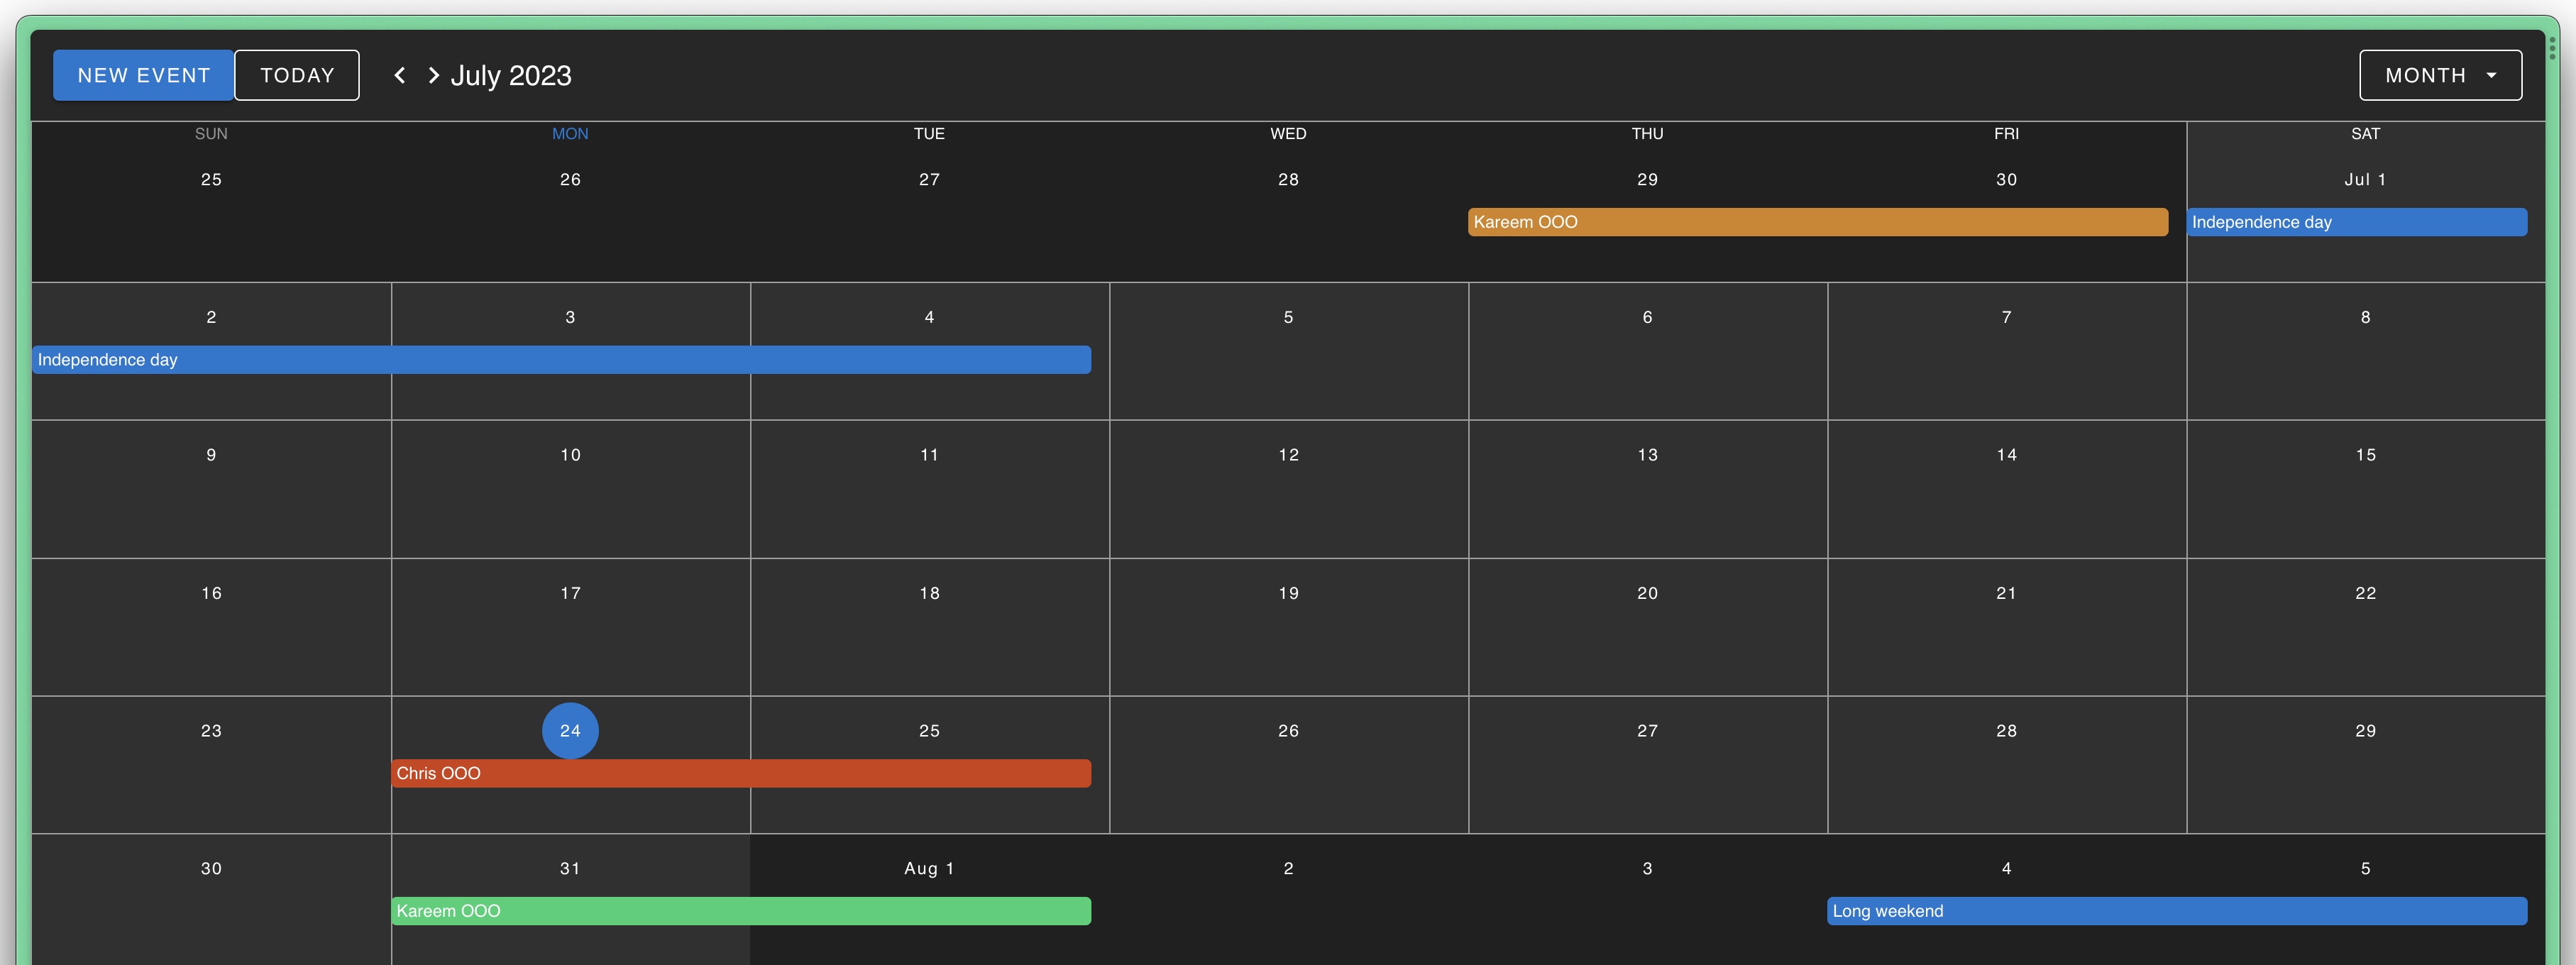 NEW EVENT TODAY July 2023 MONTH
SUN MON TUE WED THU FRI SAT
25 26 27 28 29 30 Jul 1
Kareem OOO Independence day
2 3 4 5 6 7 8
Independence day
9 10 11 12 13 14 15
16 17 18 19 20 21 22
23 24 25 26 27 28 29
Chris OOO
30 31 Aug 1 2 3 4 5
Kareem OOO Long weekend